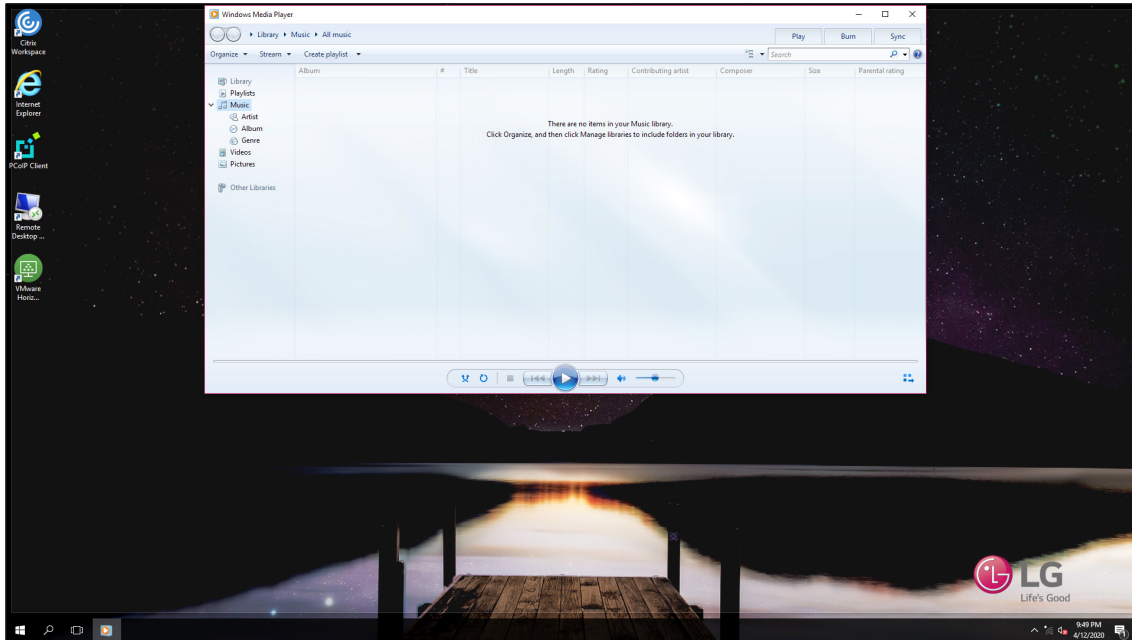 Citrix
Workspace
Internet
Explorer
PCoIP Client
Remote
Desktop ...
VMware
Horiz...
Windows Media Player
Library Music All music
Play Burn Sync
Organize Stream Create playlist
Search
Album # Title Length Rating Contributing artist Composer Size Parental rating
Library
Playlists
Music
Artist
Album
Genre
Videos
Pictures
Other Libraries
There are no items in your Music library.
Click Organize, and then click Manage libraries to include folders in your library.
LG
Life's Good
9:49 PM
4/12/2020